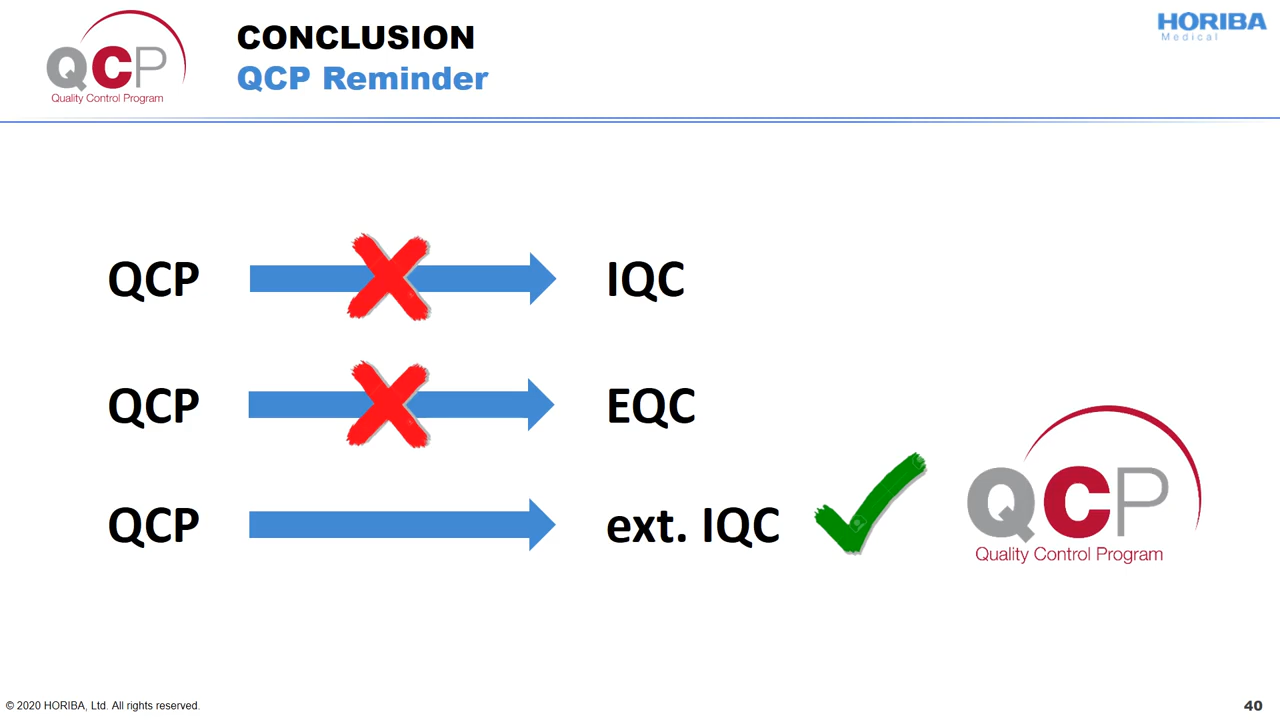 QCP
Quality Control Program
CONCLUSION
QCP Reminder
HORIBA
Medical
QCP
IQC
QCP
EQC
QCP
ext. IQC
QCP
Quality Control Program
© 2020 HORIBA, Ltd. All rights reserved.
40